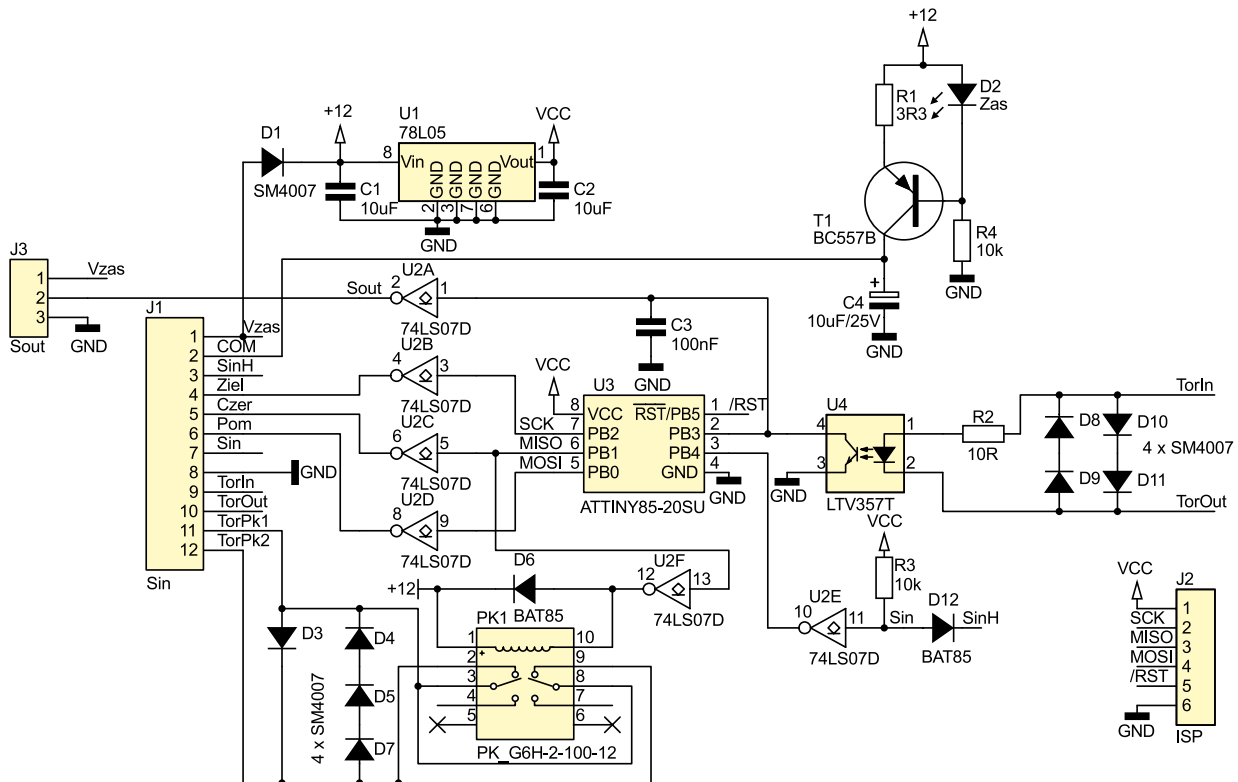 +12
R1
3R3
D2
Zas
T1
BC557B
R4
10k
GND
+
C4
10uF/25V
GND
D1
SM4007
+12
U1
78L05
VCC
8
Vin
Vout
1
GND
GND
GND
GND
2
3
7
6
C1
10uF
C2
10uF
GND
J3
1
2
3
Sout
Vzas
GND
J1
1
2
3
4
5
6
7
8
9
10
11
12
Sin
Vzas
COM
SinH
Ziel
Czer
Pom
Sin
GND
TorIn
TorOut
TorPk1
TorPk2
Sout
2
U2A
1
74LS07D
4
U2B
3
74LS07D
6
U2C
5
74LS07D
8
U2D
9
74LS07D
C3
100nF
GND
VCC
U3
8
VCC
RST/PB5
1
/RST
SCK
7
PB2
PB3
2
MISO
6
PB1
PB4
3
MOSI
5
PB0
GND
4
GND
ATTINY85-20SU
U4
4
1
3
2
GND
LTV357T
R2
10R
TorIn
D8
D10
4 x SM4007
D9
D11
TorOut
VCC
R3
10k
U2E
10
11
74LS07D
Sin
D12
BAT85
SinH
D6
BAT85
+12
U2F
12
13
74LS07D
PK1
1
10
+
2
9
3
8
4
7
5
6
PK_G6H-2-100-12
D3
D4
D5
D7
4 x SM4007
VCC
J2
1
SCK
2
MISO
3
MOSI
4
/RST
5
6
GND
ISP